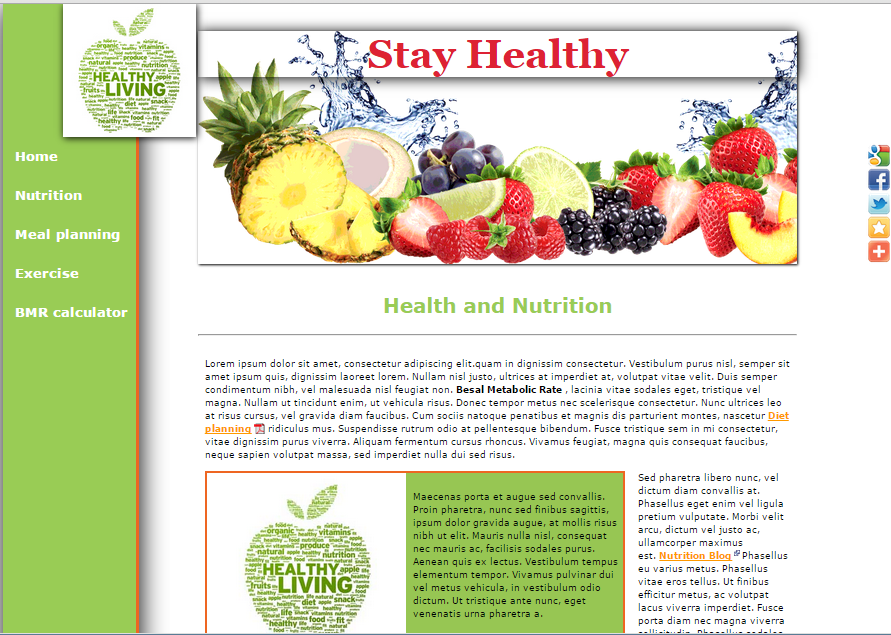 Stay Healthy
HEALTHY
LIVING
Home
Nutrition
Meal planning
Exercise
BMR calculator
Health and Nutrition
Lorem ipsum dolor sit amet, consectetur adipiscing elit.quam in dignissim consectetur. Vestibulum purus nisl, semper sit
amet ipsum quis, dignissim laoreet lorem. Nullam nisl justo, ultrices at imperdiet at, volutpat vitae velit. Duis semper
condimentum nibh, vel malesuada nisl feugiat non. Besal Metabolic Rate , lacinia vitae sodales eget, tristique vel
magna. Nullam ut tincidunt enim, ut vehicula risus. Donec tempor metus nec scelerisque consectetur. Nunc ultrices leo
at risus cursus, vel gravida diam faucibus. Cum sociis natoque penatibus et magnis dis parturient montes, nascetur Diet
planning ridiculus mus. Suspendisse rutrum odio at pellentesque bibendum. Fusce tristique sem in mi consectetur,
vitae dignissim purus viverra. Aliquam fermentum cursus rhoncus. Vivamus feugiat, magna quis consequat faucibus,
neque sapien volutpat massa, sed imperdiet nulla dui sed risus.
HEALTHY
LIVING
Maecenas porta et augue sed convallis.
Proin pharetra, nunc sed finibus sagittis,
ipsum dolor gravida augue, at mollis risus
nibh ut elit. Mauris nulla nisl, consequat
nec mauris ac, facilisis sodales purus.
Aenean quis ex lectus. Vestibulum tempus
elementum tempor. Vivamus pulvinar dui
vel metus vehicula, in vestibulum odio
dictum. Ut tristique ante nunc, eget
venenatis urna pharetra a.
Sed pharetra libero nunc, vel
dictum diam convallis at.
Phasellus eget enim vel ligula
pretium vulputate. Morbi velit
arcu, dictum vel justo ac,
ullamcorper maximus
est. Nutrition Blog Phasellus
eu varius metus. Phasellus
vitae eros tellus. Ut finibus
efficitur metus, ac volutpat
lacus viverra imperdiet. Fusce
porta diam nec magna viverra